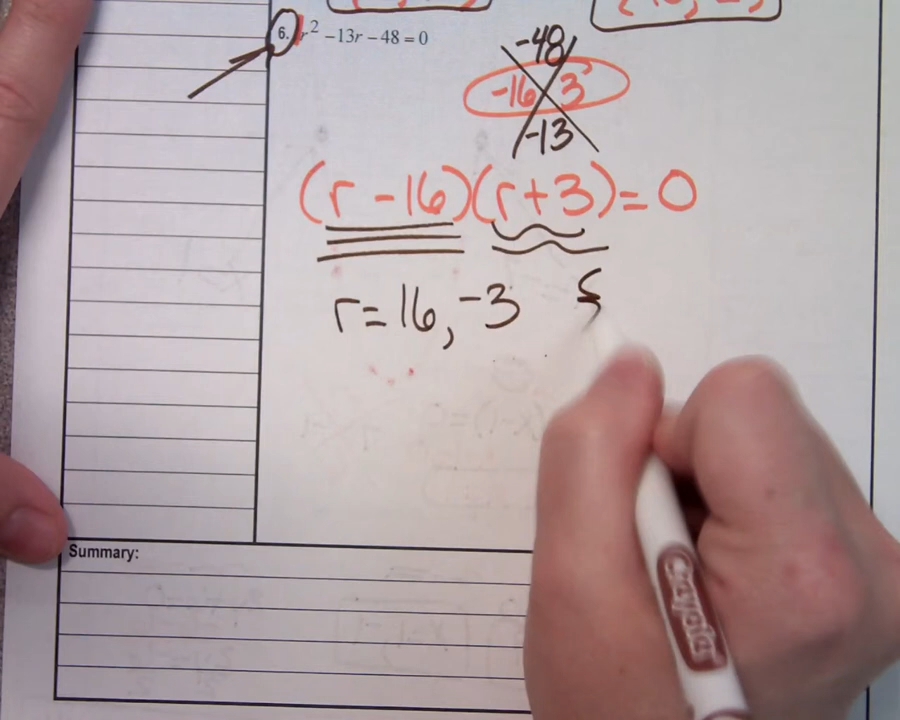 6. r² − 13r − 48 = 0
-48
-16 3
-13
(r - 16)(r + 3) = 0
r = 16, -3 {
Summary:
Crayola